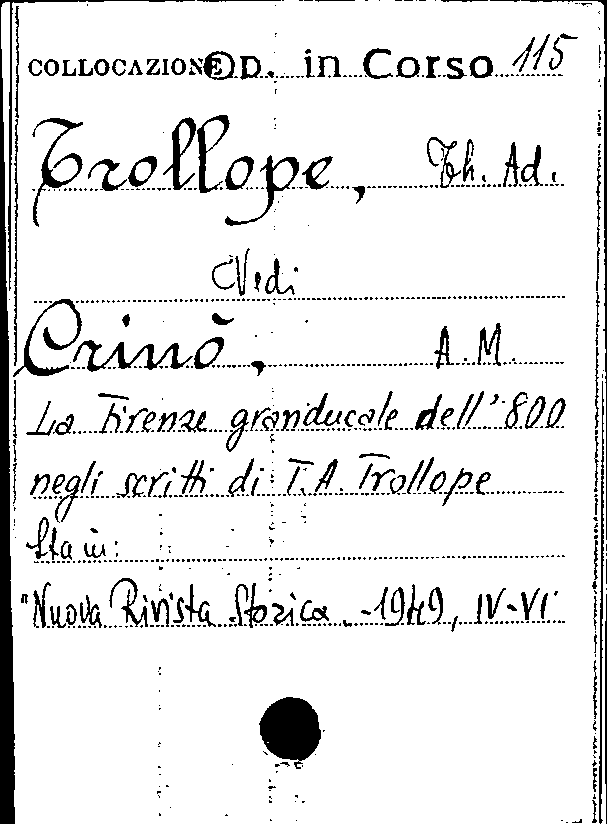 COLLOCAZIONE OD. in Corso 115
Trollope, Th. Ad.
Vedi
Crinò, A. M.
La Firenze granducale dell'800
negli scritti di T. A. Trollope
Sta in:
"Nuova Rivista Storica. - 1949, IV-VI